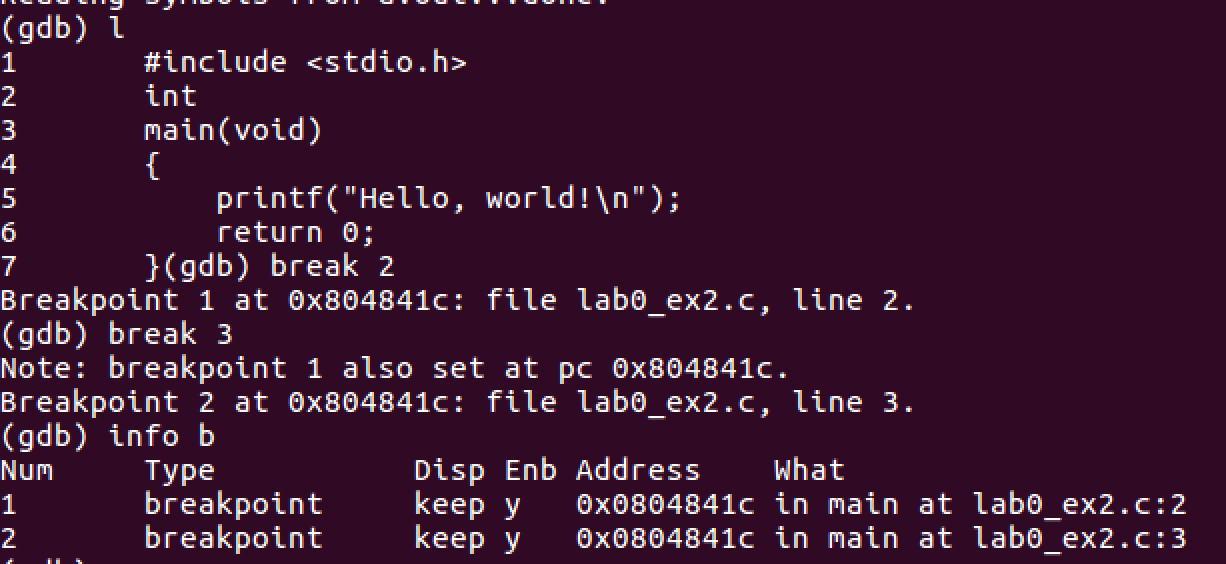 (gdb) l
1       #include <stdio.h>
2       int
3       main(void)
4       {
5           printf("Hello, world!\n");
6           return 0;
7       }(gdb) break 2
Breakpoint 1 at 0x804841c: file lab0_ex2.c, line 2.
(gdb) break 3
Note: breakpoint 1 also set at pc 0x804841c.
Breakpoint 2 at 0x804841c: file lab0_ex2.c, line 3.
(gdb) info b
Num     Type           Disp Enb Address    What
1       breakpoint     keep y   0x0804841c in main at lab0_ex2.c:2
2       breakpoint     keep y   0x0804841c in main at lab0_ex2.c:3